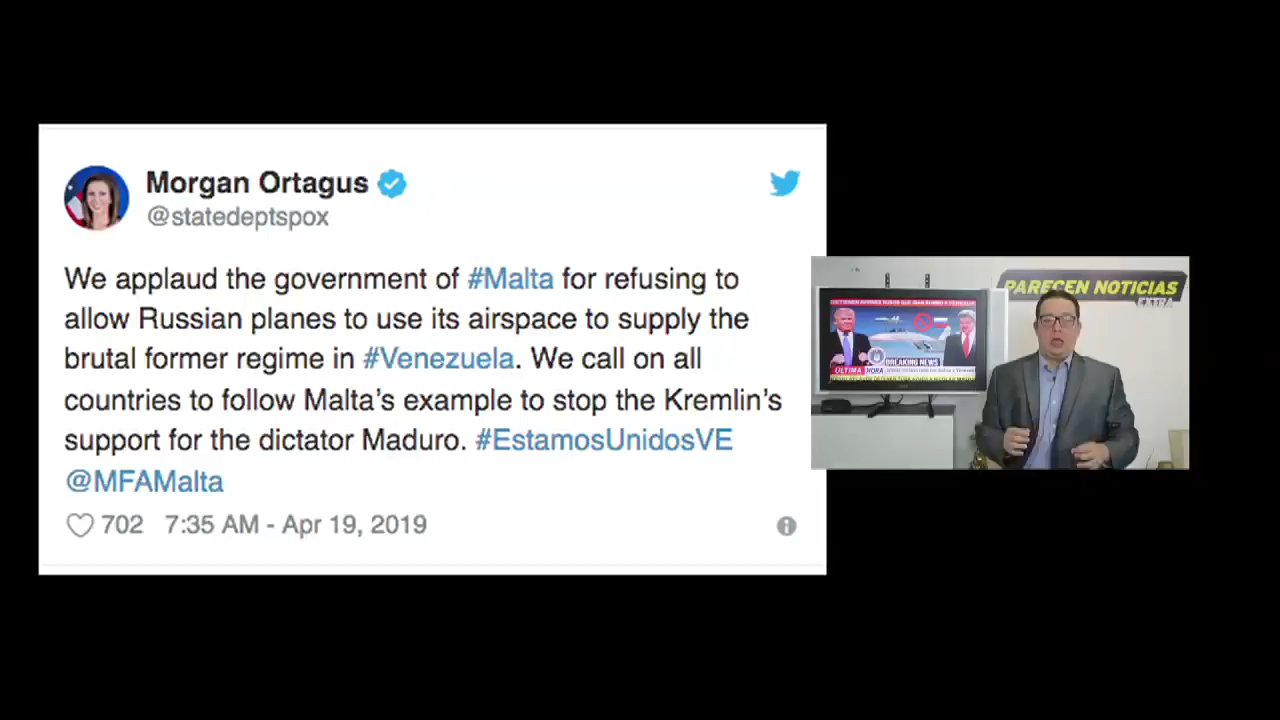 Morgan Ortagus
@statedeptspox
We applaud the government of #Malta for refusing to
allow Russian planes to use its airspace to supply the
brutal former regime in #Venezuela. We call on all
countries to follow Malta's example to stop the Kremlin's
support for the dictator Maduro. #EstamosUnidosVE
@MFAMalta
702 7:35 AM - Apr 19, 2019
PARECEN NOTICIAS
EXTRA
BREAKING NEWS
ÚLTIMA HORA